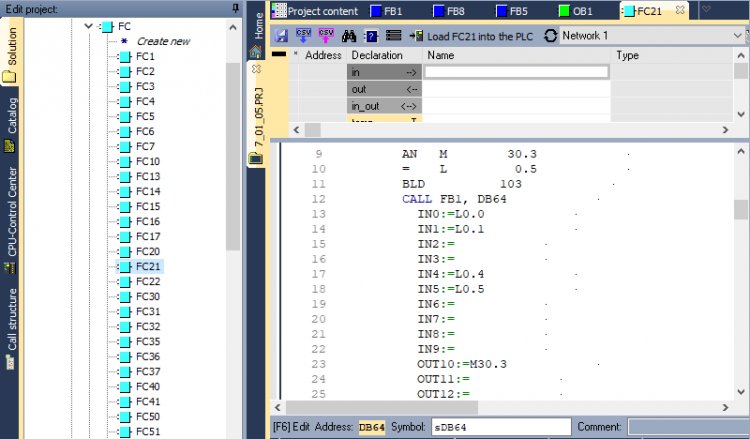 Edit project:
Solution
Catalog
CPU-Control Center
Call structure
FC
Create new
FC1
FC2
FC3
FC4
FC5
FC6
FC7
FC10
FC13
FC14
FC15
FC16
FC17
FC20
FC21
FC22
FC30
FC31
FC32
FC35
FC36
FC37
FC40
FC41
FC50
FC51
Home
7_01_05.PRJ
Project content FB1 FB8 FB5 OB1 FC21
CSV CSV Load FC21 into the PLC Network 1
* Address Declaration Name Type
in -->
out <--
in_out <-->
9 AN M 30.3
10 = L 0.5
11 BLD 103
12 CALL FB1, DB64
13 IN0:=L0.0
14 IN1:=L0.1
15 IN2:=
16 IN3:=
17 IN4:=L0.4
18 IN5:=L0.5
19 IN6:=
20 IN7:=
21 IN8:=
22 IN9:=
23 OUT10:=M30.3
24 OUT11:=
25 OUT12:=
[F6] Edit Address: DB64 Symbol: sDB64 Comment: